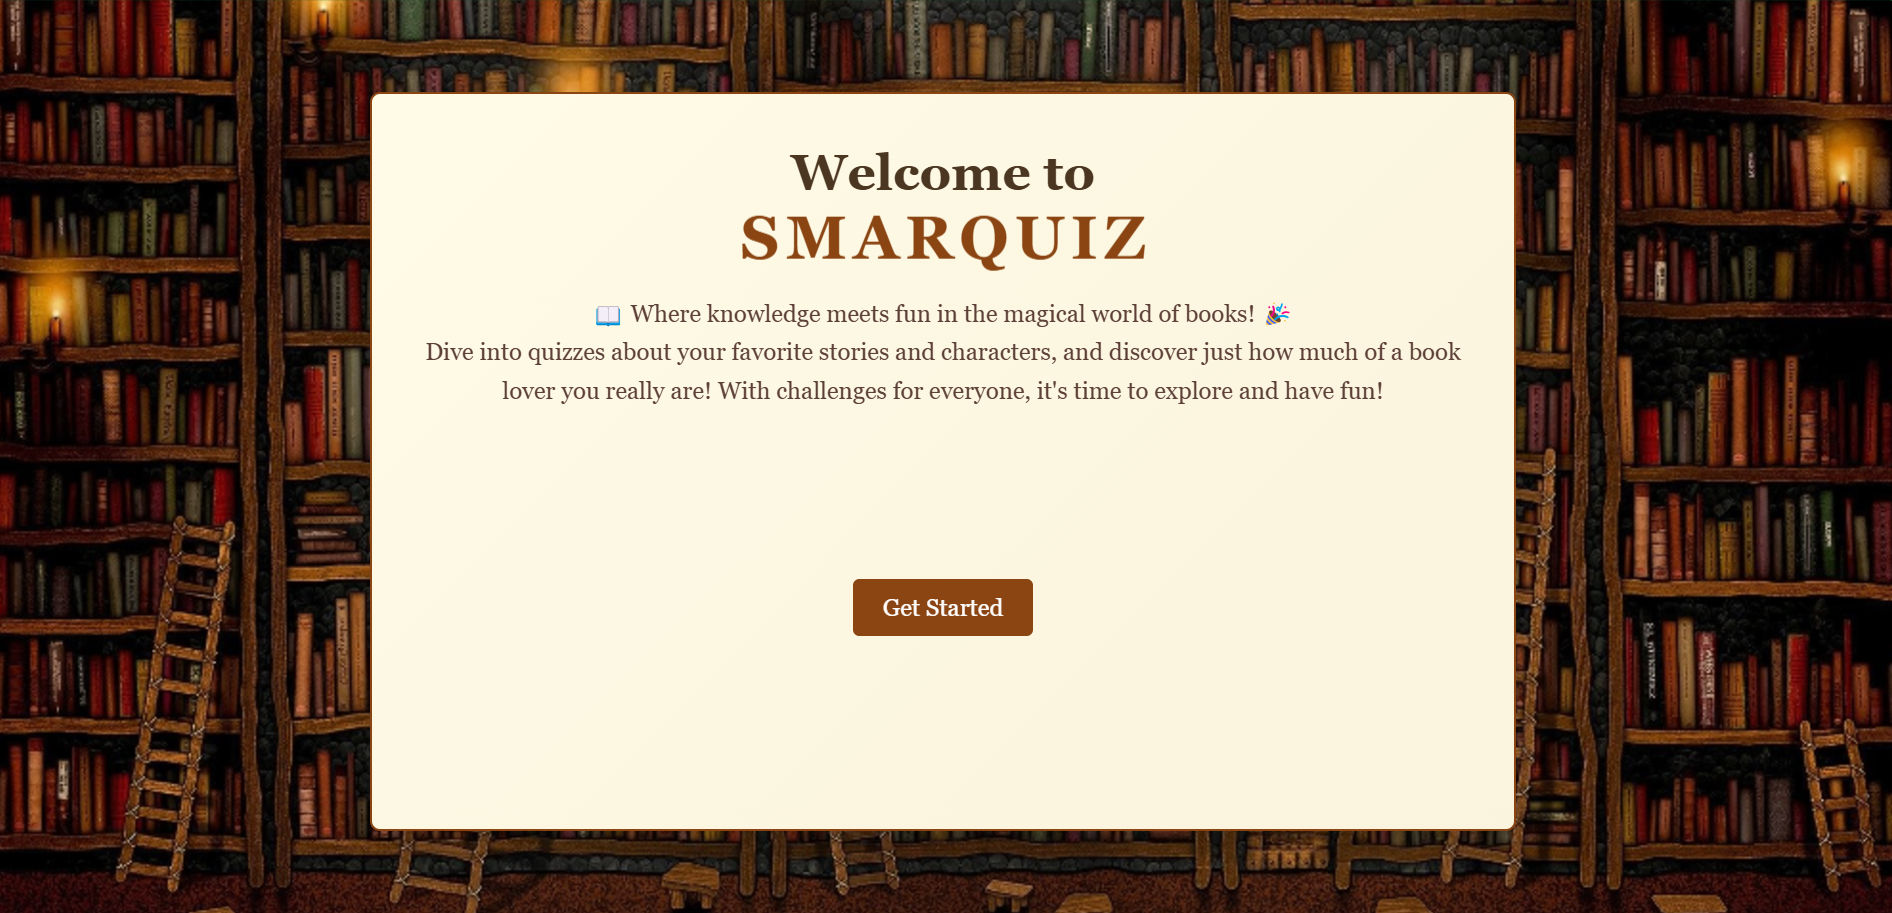 Welcome to
SMARQUIZ
📖 Where knowledge meets fun in the magical world of books! 🎉
Dive into quizzes about your favorite stories and characters, and discover just how much of a book
lover you really are! With challenges for everyone, it's time to explore and have fun!
Get Started